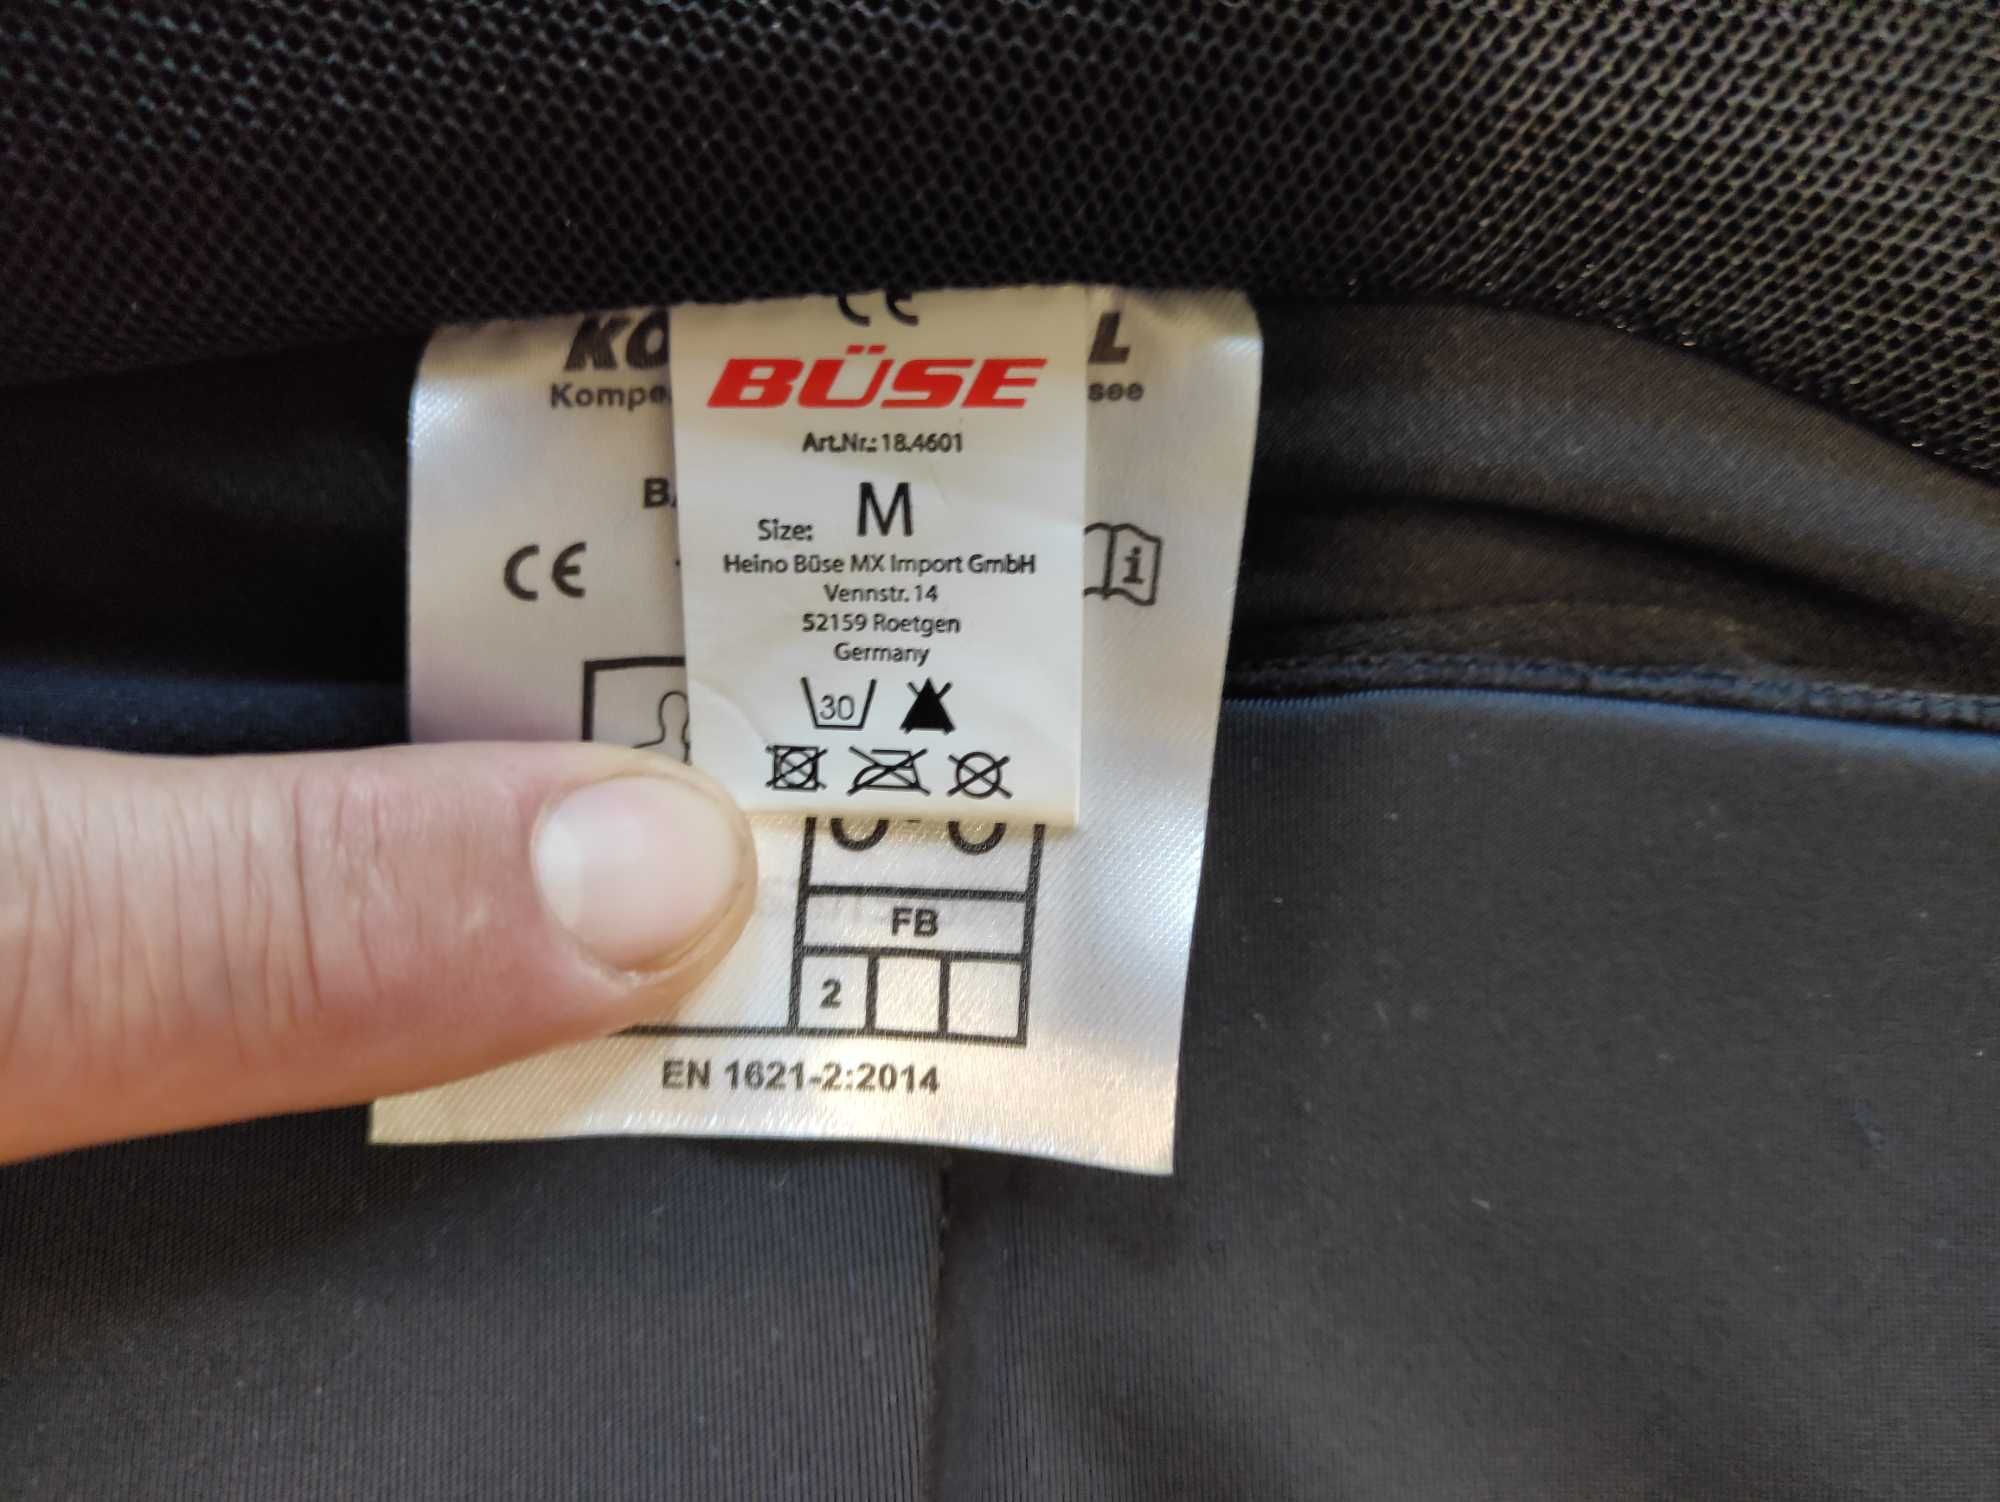 CE
BÜSE
Art.Nr.: 18.4601
Size: M
Heino Büse MX Import GmbH
Vennstr. 14
52159 Roetgen
Germany
30
CE
i
FB
2
EN 1621-2:2014